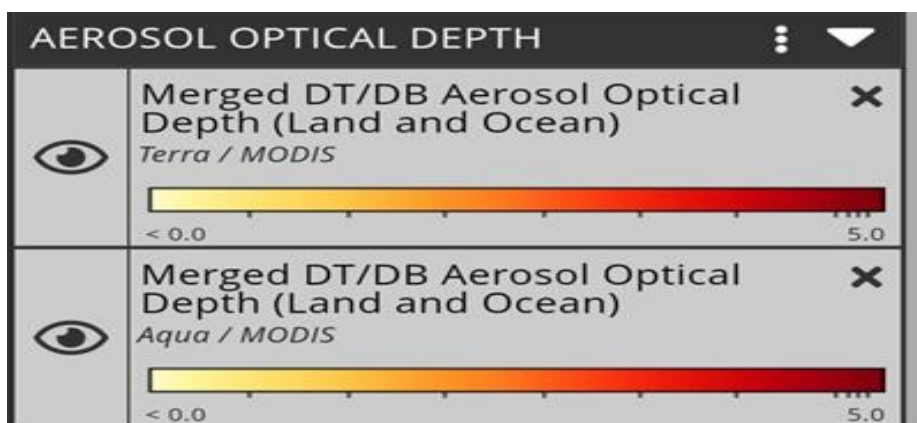 AEROSOL OPTICAL DEPTH
Merged DT/DB Aerosol Optical
Depth (Land and Ocean)
Terra / MODIS
< 0.0 5.0
Merged DT/DB Aerosol Optical
Depth (Land and Ocean)
Aqua / MODIS
< 0.0 5.0